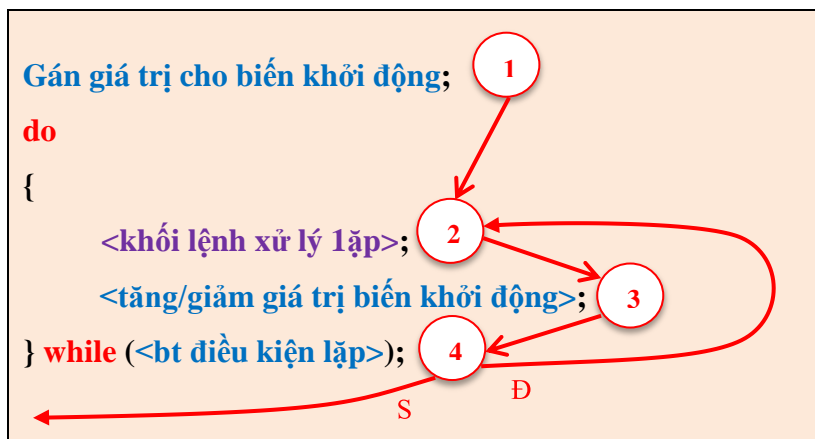 Gán giá trị cho biến khởi động; 1
do
{
<khối lệnh xử lý 1ặp>; 2
<tăng/giảm giá trị biến khởi động>; 3
} while (<bt điều kiện lặp>); 4
Đ
S